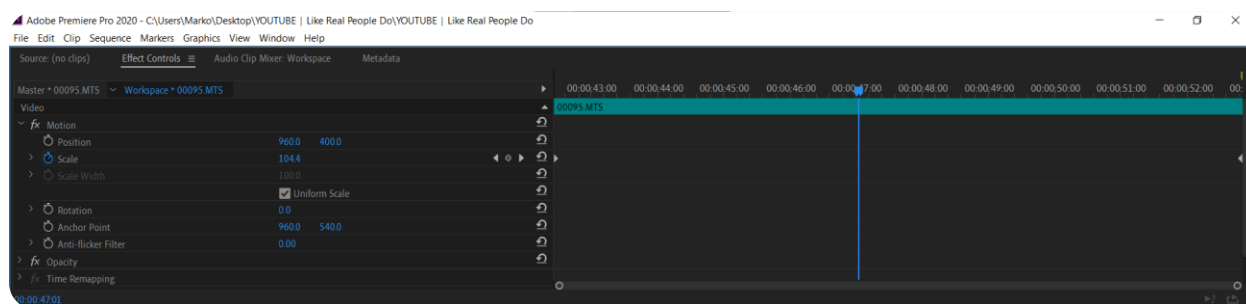 Adobe Premiere Pro 2020 - C:\Users\Marko\Desktop\YOUTUBE | Like Real People Do\YOUTUBE | Like Real People Do
File Edit Clip Sequence Markers Graphics View Window Help
Source: (no clips) Effect Controls Audio Clip Mixer: Workspace Metadata
Master * 00095.MTS Workspace * 00095.MTS 00:00:43:00 00:00:44:00 00:00:45:00 00:00:46:00 00:00:47:00 00:00:48:00 00:00:49:00 00:00:50:00 00:00:51:00 00:00:52:00 00:
Video 00095.MTS
fx Motion
Position 960.0 400.0
Scale 104.4
Scale Width 100.0
Uniform Scale
Rotation 0.0
Anchor Point 960.0 540.0
Anti-flicker Filter 0.00
fx Opacity
fx Time Remapping
00:00:47:01